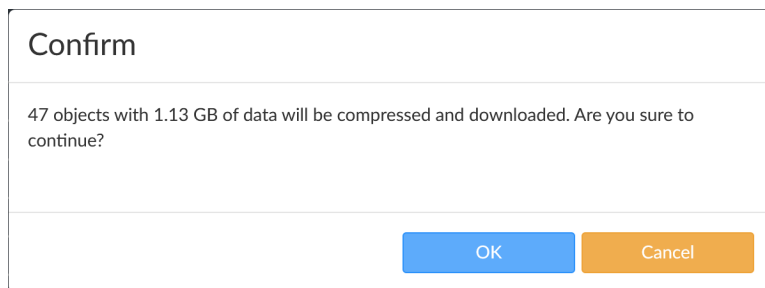 Confirm
47 objects with 1.13 GB of data will be compressed and downloaded. Are you sure to
continue?
OK
Cancel